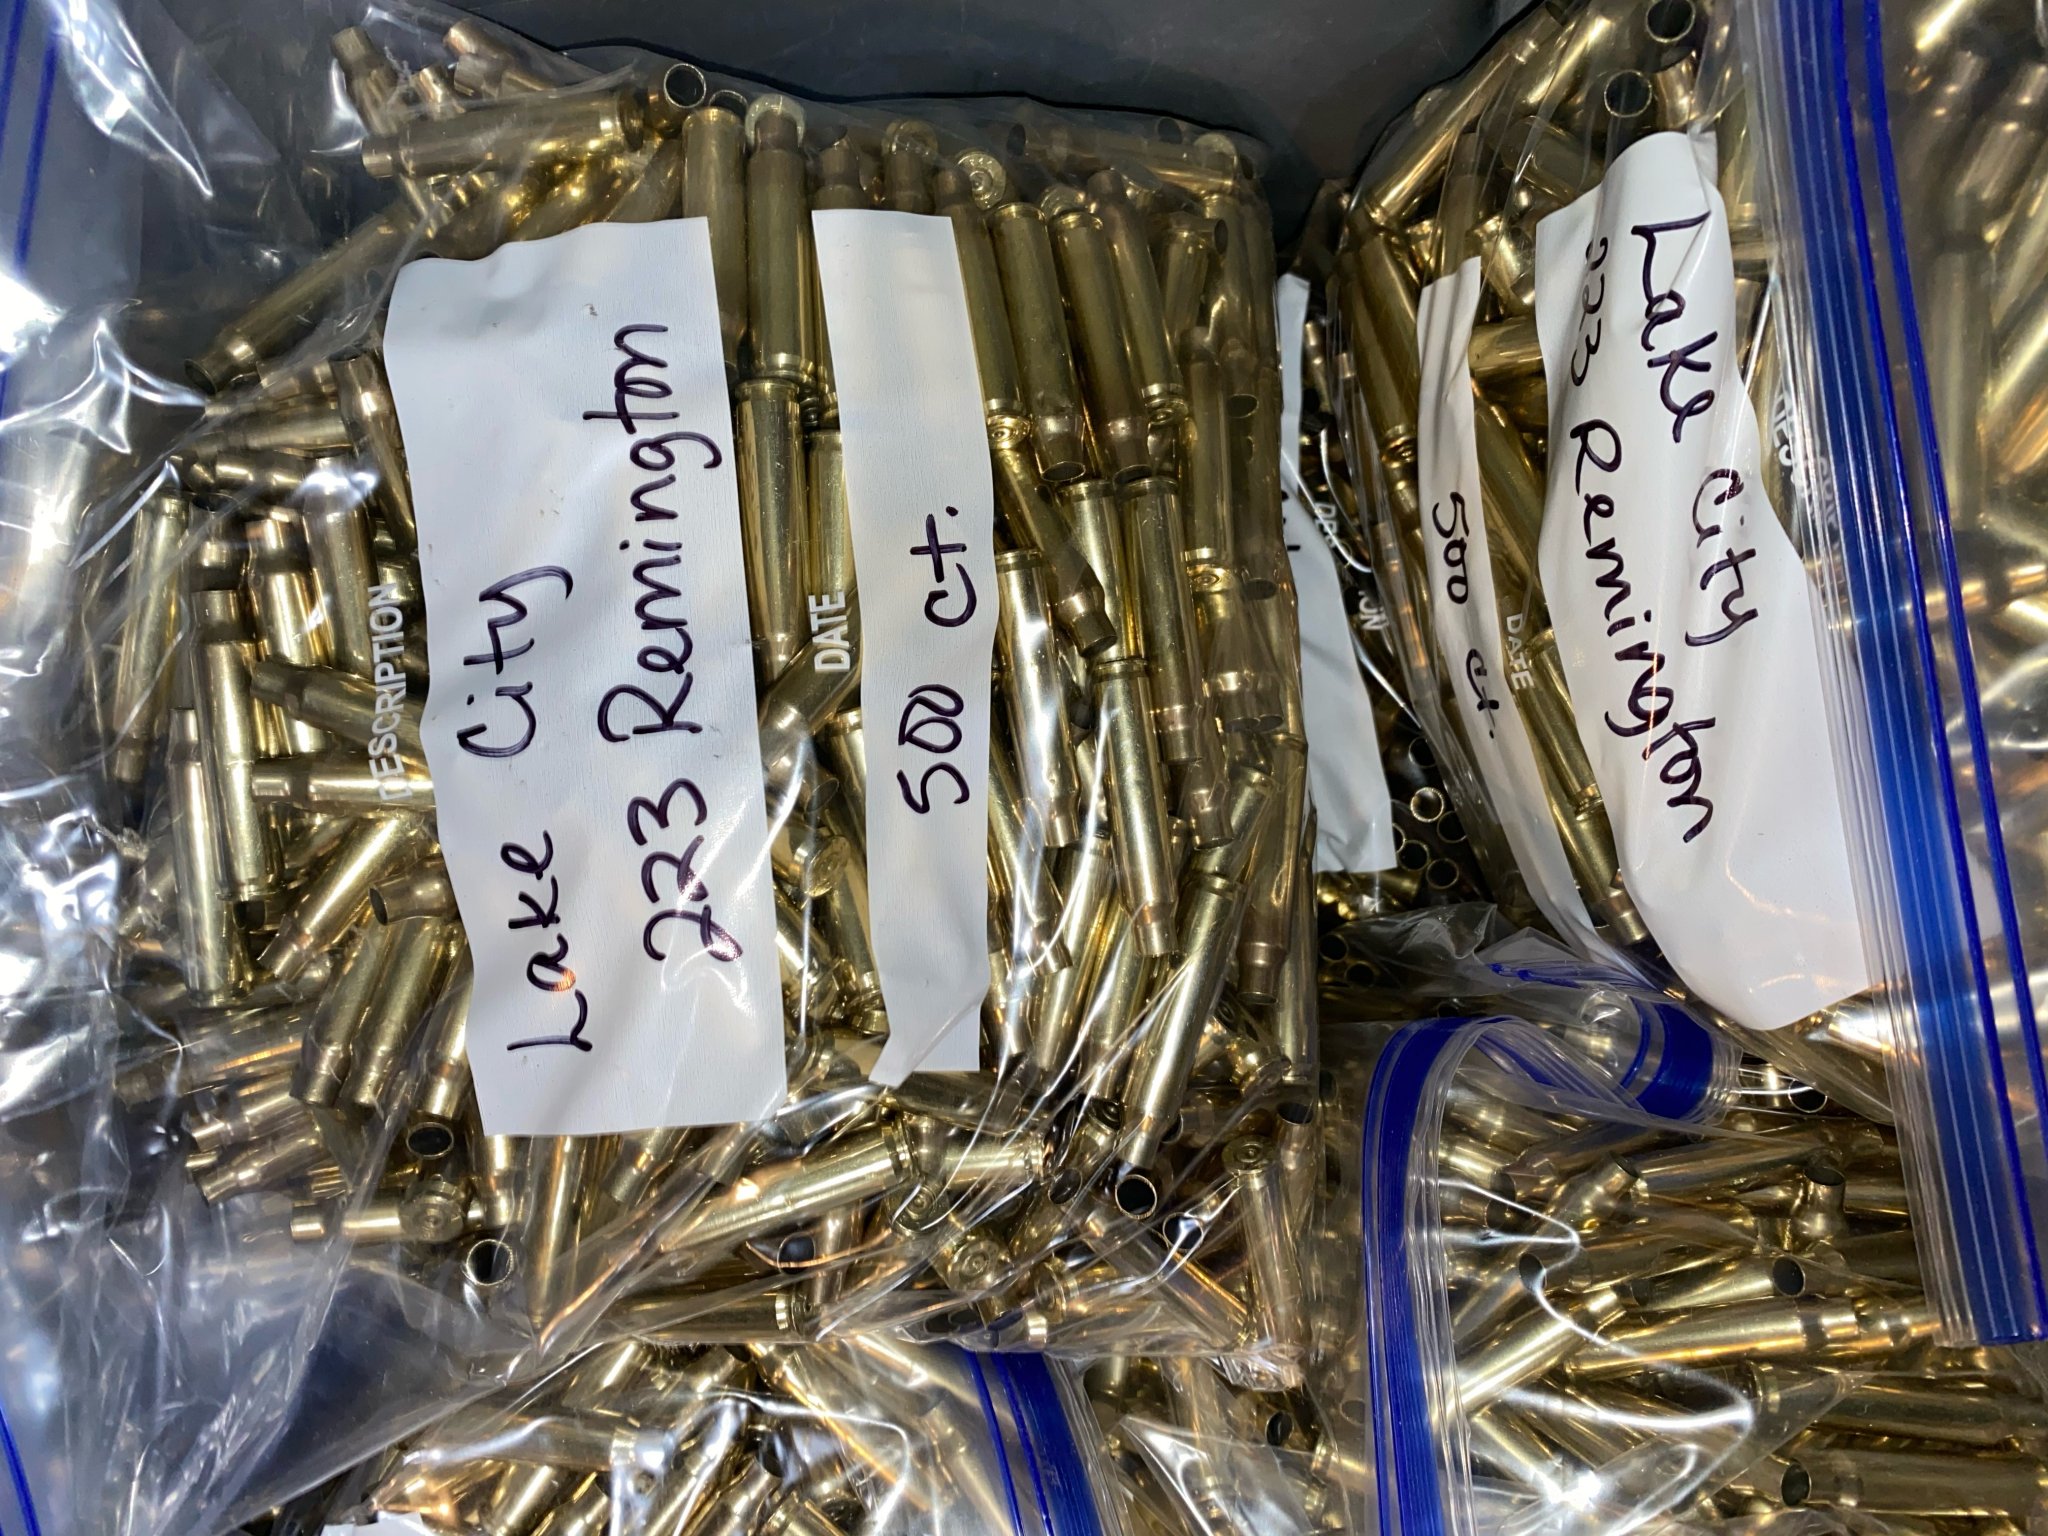 DESCRIPTION
Lake City
223 Remington
DATE
500 ct.
Lake City
223 Remington
DATE
500 ct.